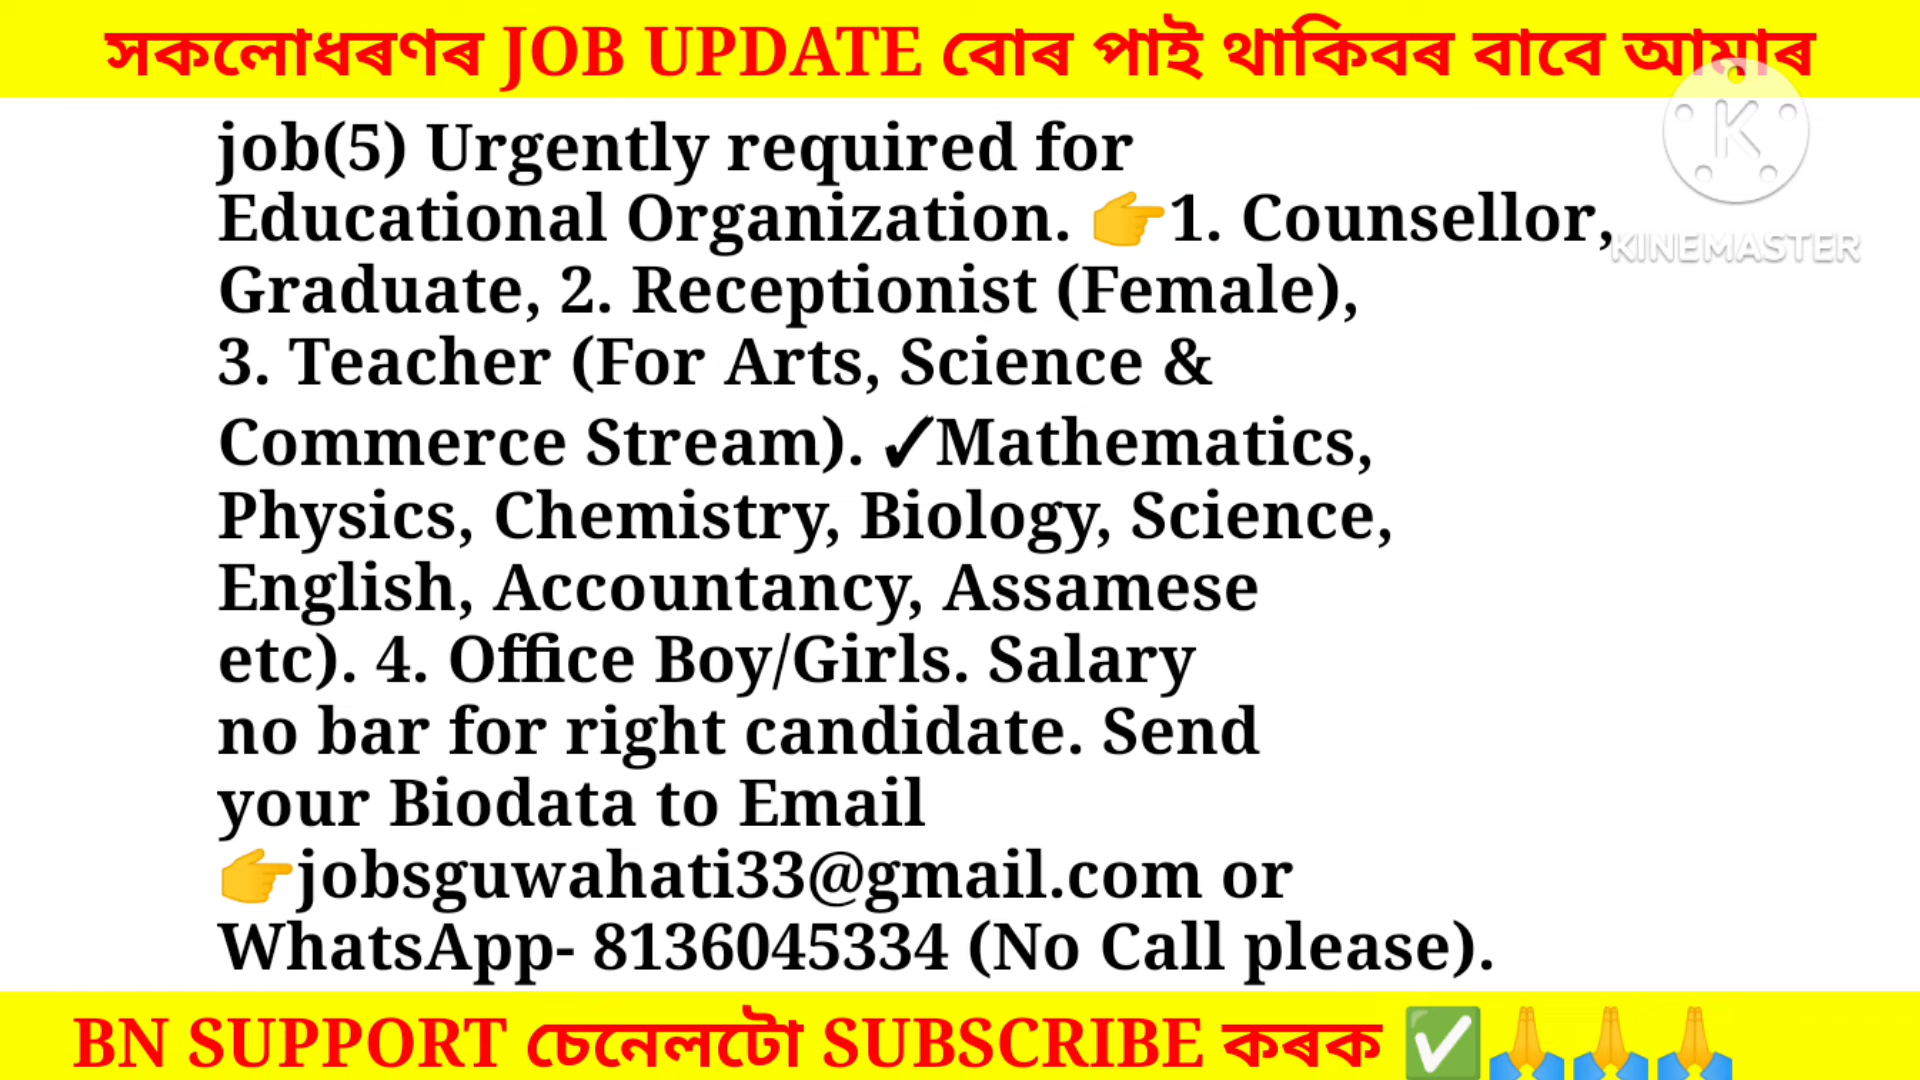 সকলোধৰণৰ JOB UPDATE বোৰ পাই থাকিবৰ বাবে আমাৰ
job(5) Urgently required for
Educational Organization. 👉1. Counsellor,
KINEMASTER
Graduate, 2. Receptionist (Female),
3. Teacher (For Arts, Science &
Commerce Stream). ✓Mathematics,
Physics, Chemistry, Biology, Science,
English, Accountancy, Assamese
etc). 4. Office Boy/Girls. Salary
no bar for right candidate. Send
your Biodata to Email
👉jobsguwahati33@gmail.com or
WhatsApp- 8136045334 (No Call please).
BN SUPPORT চেনেলটো SUBSCRIBE কৰক ✅🙏🙏🙏